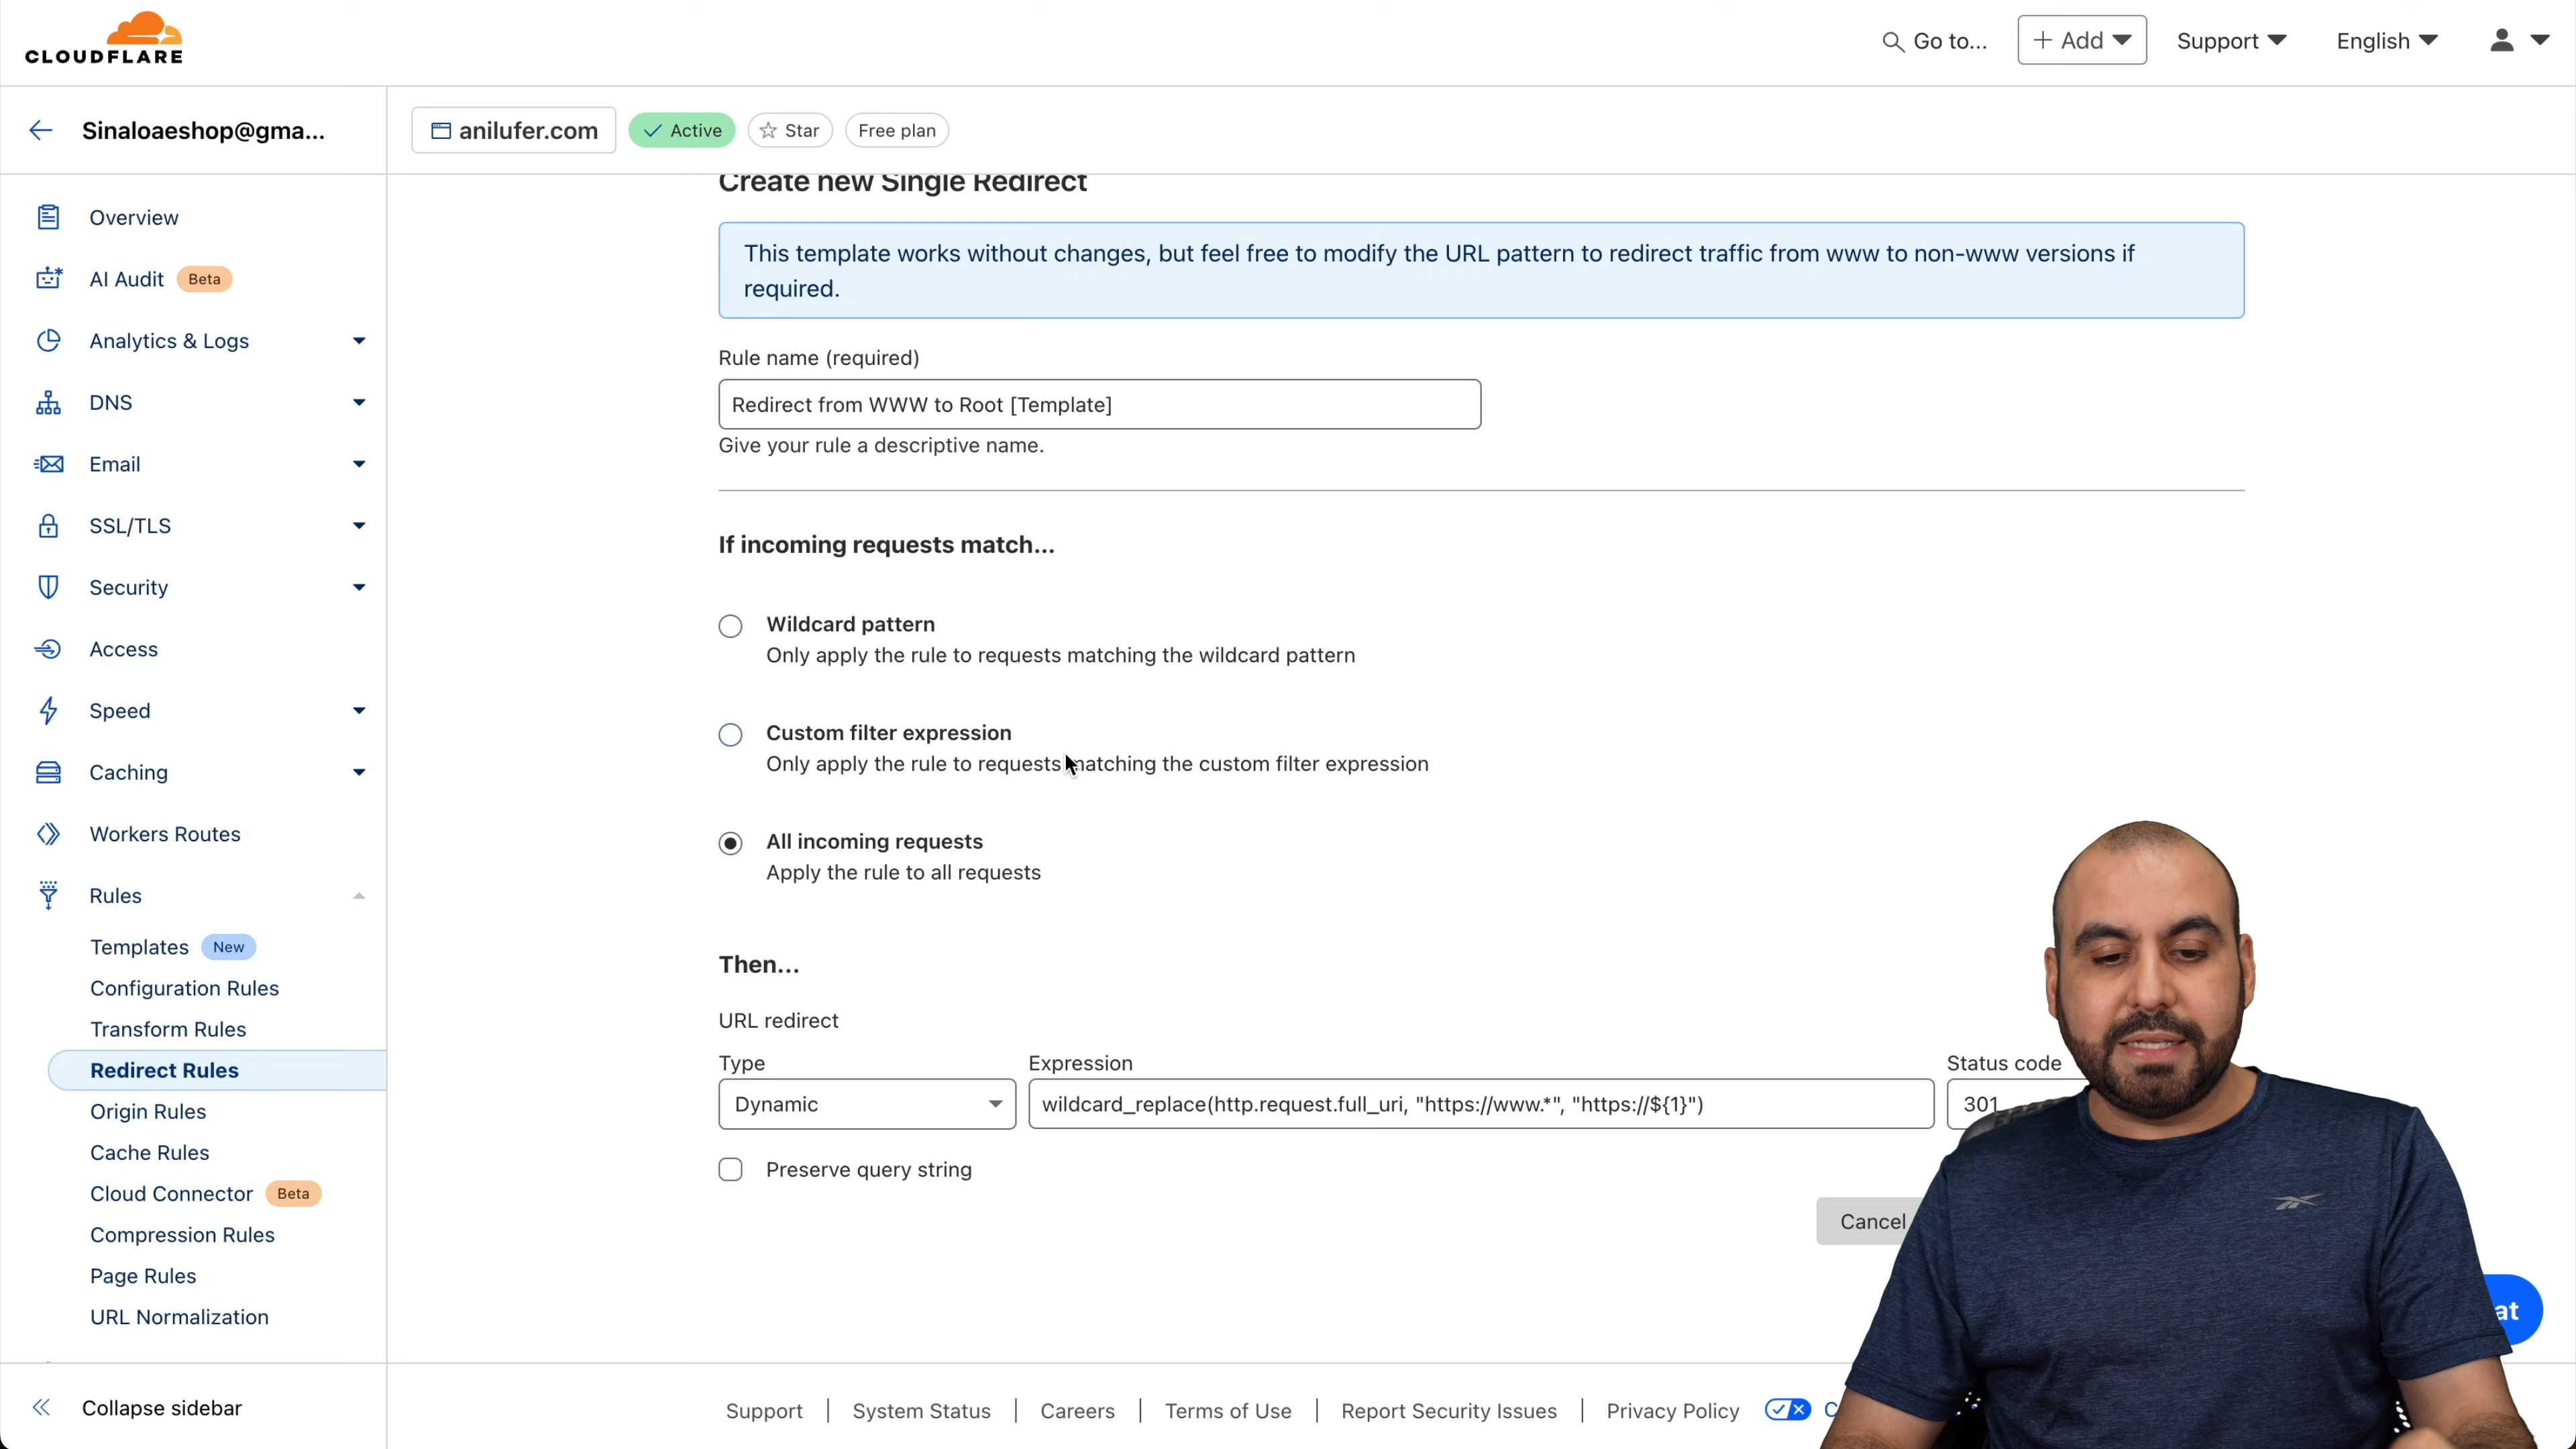 CLOUDFLARE
Go to...
Add
Support
English
Sinaloaeshop@gma...
anilufer.com
Active
Star
Free plan
Overview
AI Audit Beta
Analytics & Logs
DNS
Email
SSL/TLS
Security
Access
Speed
Caching
Workers Routes
Rules
Templates New
Configuration Rules
Transform Rules
Redirect Rules
Origin Rules
Cache Rules
Cloud Connector Beta
Compression Rules
Page Rules
URL Normalization
Collapse sidebar
Create new Single Redirect
This template works without changes, but feel free to modify the URL pattern to redirect traffic from www to non-www versions if
required.
Rule name (required)
Redirect from WWW to Root [Template]
Give your rule a descriptive name.
If incoming requests match...
Wildcard pattern
Only apply the rule to requests matching the wildcard pattern
Custom filter expression
Only apply the rule to requests matching the custom filter expression
All incoming requests
Apply the rule to all requests
Then...
URL redirect
Type
Expression
Status code
Dynamic
wildcard_replace(http.request.full_uri, "https://www.*", "https://${1}")
301
Preserve query string
Cancel
Support
System Status
Careers
Terms of Use
Report Security Issues
Privacy Policy